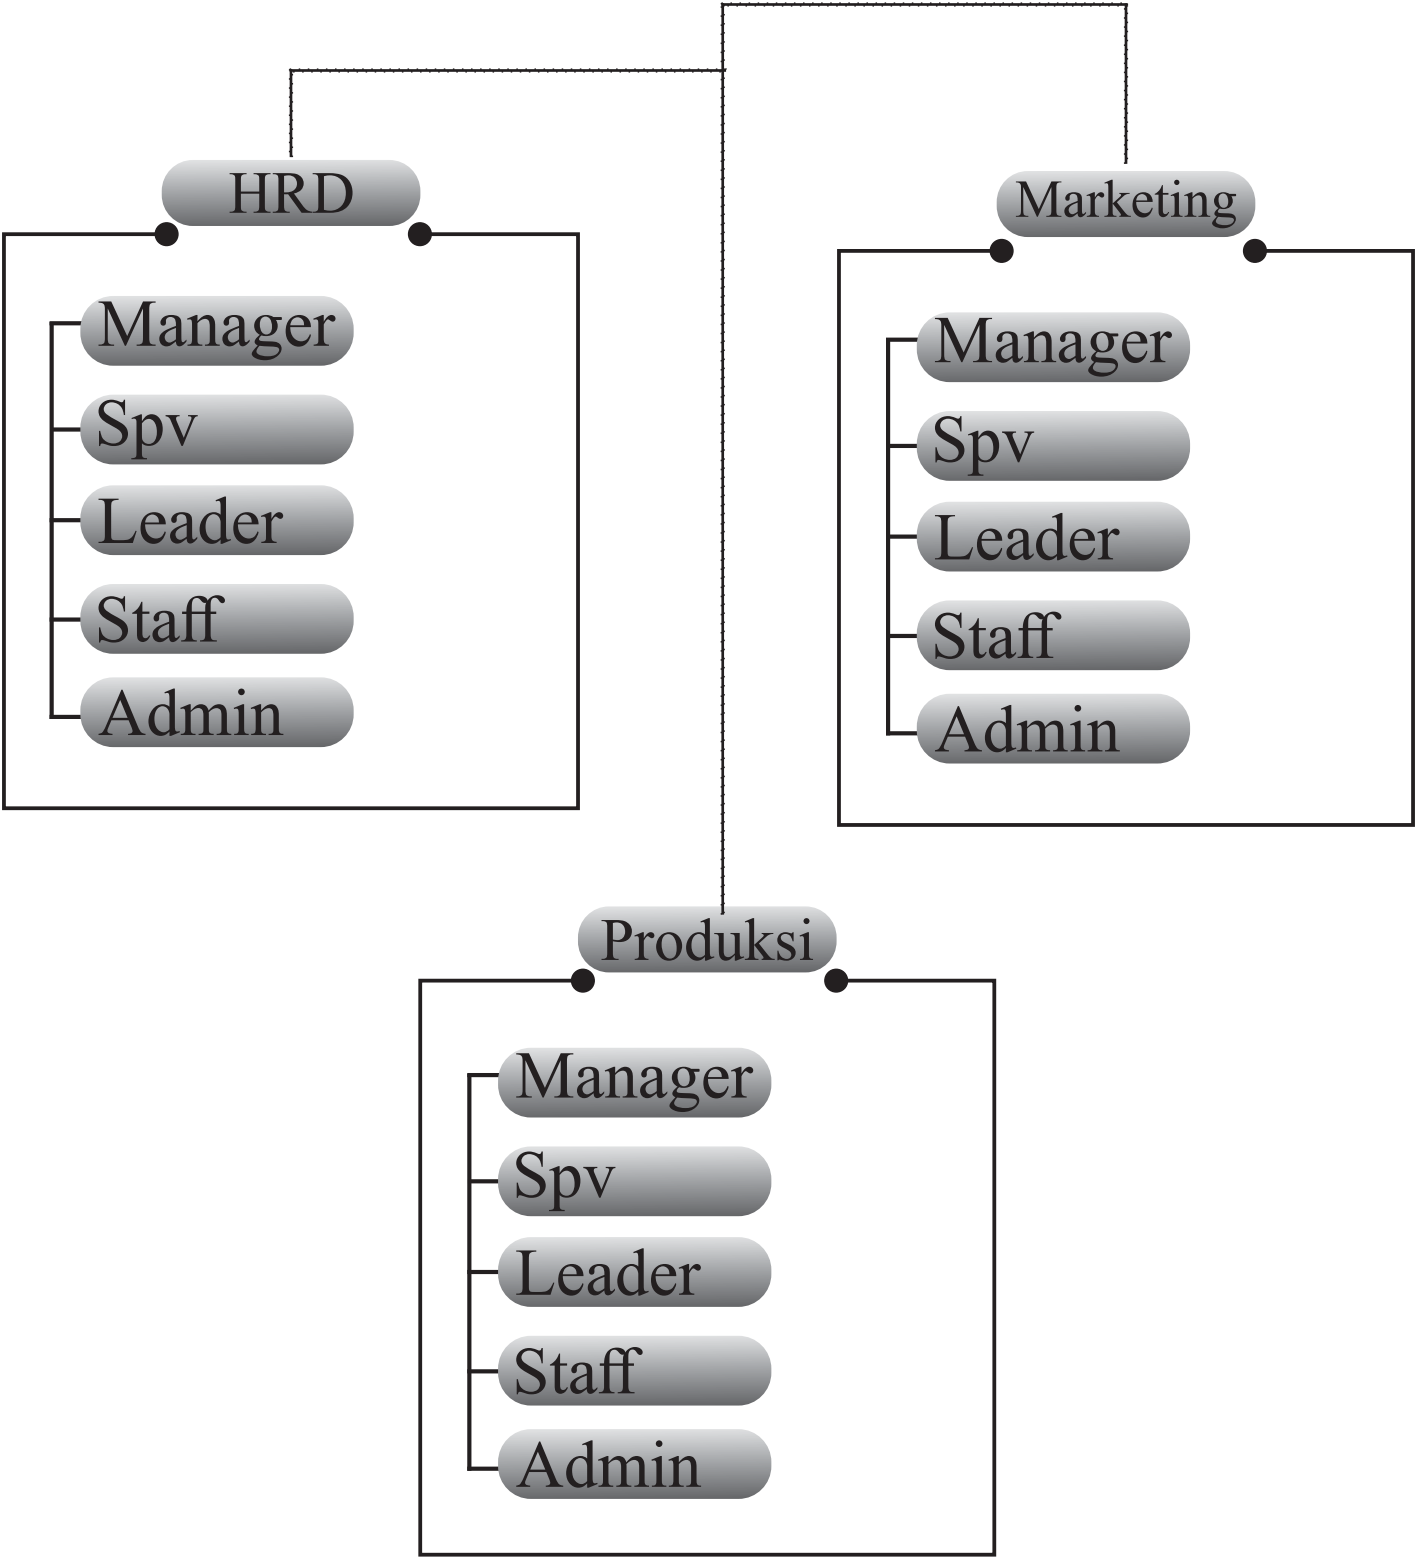 HRD
Manager
Spv
Leader
Staff
Admin
Marketing
Manager
Spv
Leader
Staff
Admin
Produksi
Manager
Spv
Leader
Staff
Admin